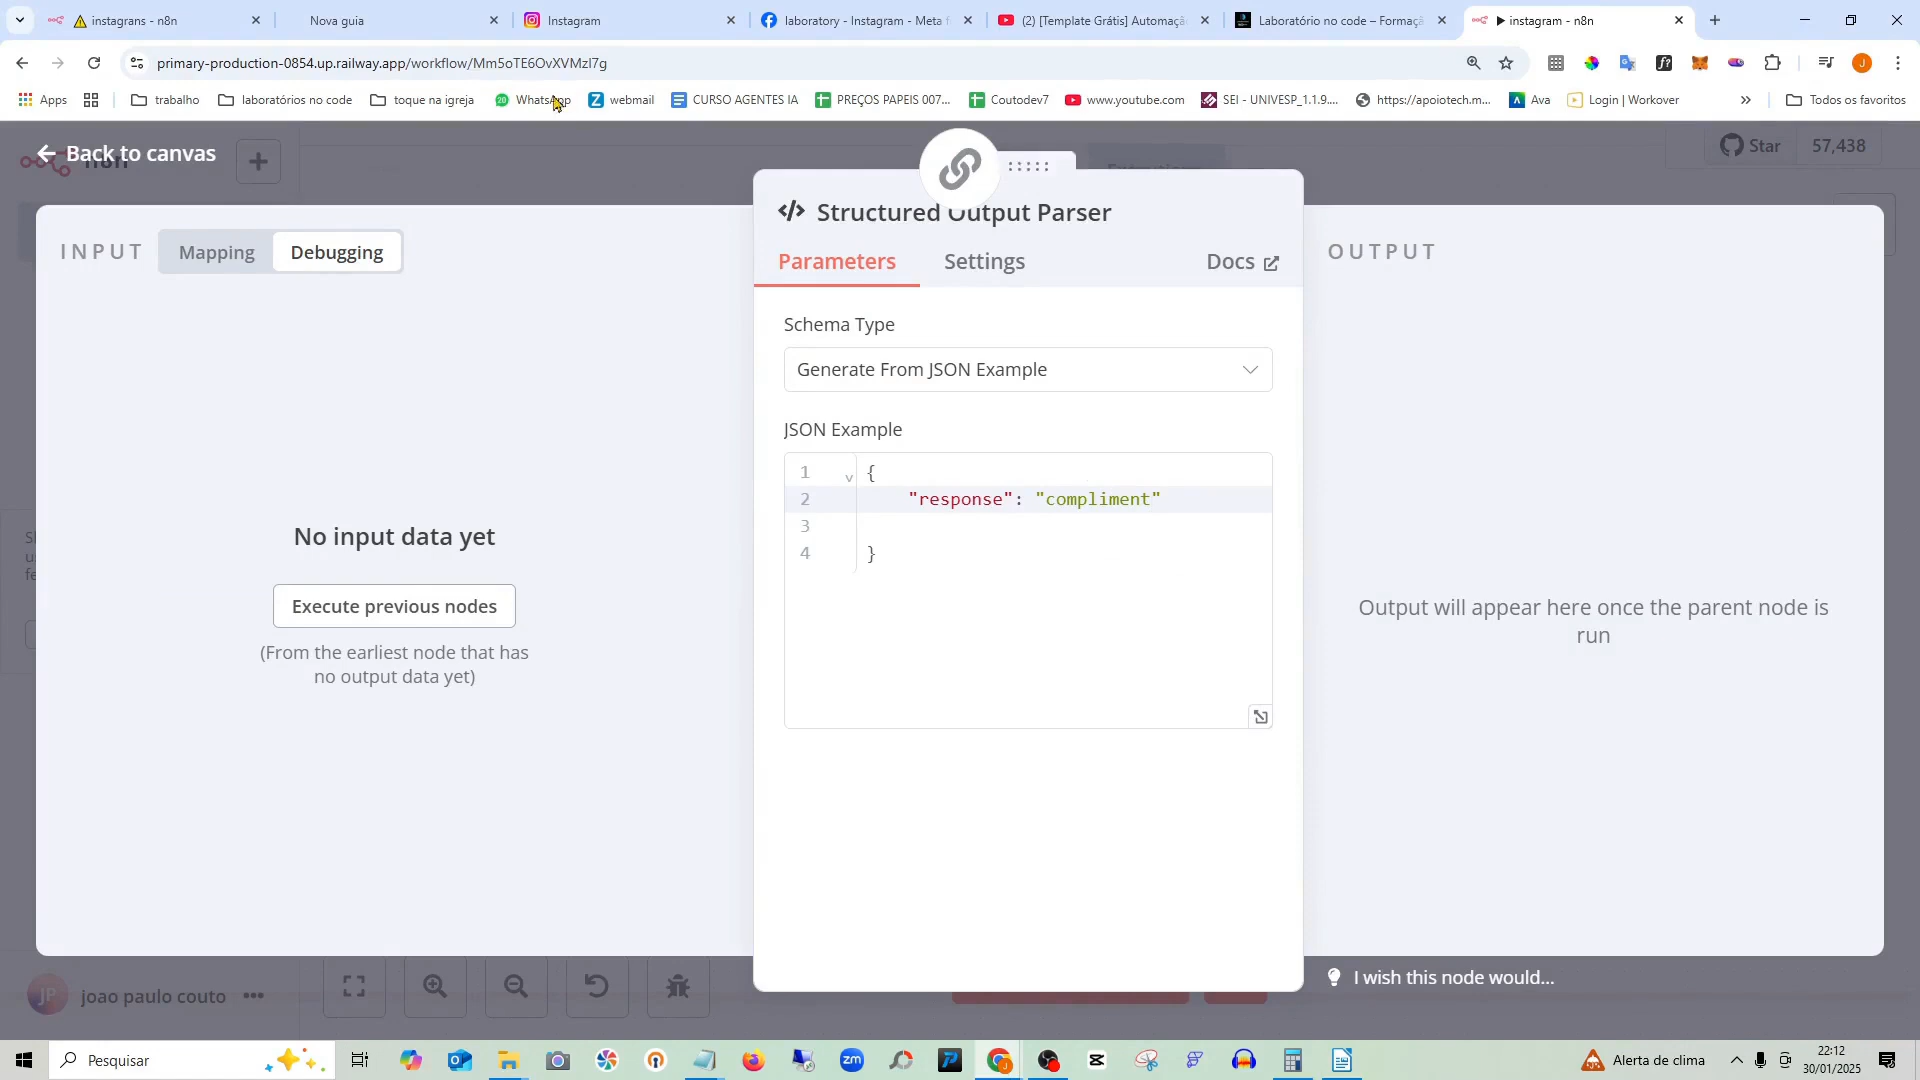 instagrans - n8n
Nova guia
Instagram
laboratory - Instagram - Meta f
(2) [Template Grátis] Automaçã
Laboratório no code – Formaçã
instagram - n8n
primary-production-0854.up.railway.app/workflow/Mm5oTE6OvXVMzI7g
Apps
trabalho
laboratórios no code
toque na igreja
WhatsApp
webmail
CURSO AGENTES IA
PREÇOS PAPEIS 007...
Coutodev7
www.youtube.com
SEI - UNIVESP_1.1.9....
https://apoiotech.m...
Ava
Login | Workover
Todos os favoritos
Back to canvas
n8n
Star
57,438
Structured Output Parser
INPUT
Mapping
Debugging
Parameters
Settings
Docs
OUTPUT
Schema Type
Generate From JSON Example
JSON Example
1 {
2 "response": "compliment"
3
4 }
No input data yet
Execute previous nodes
(From the earliest node that has
no output data yet)
Output will appear here once the parent node is
run
I wish this node would...
JP
joao paulo couto
Pesquisar
Alerta de clima
22:12
30/01/2025